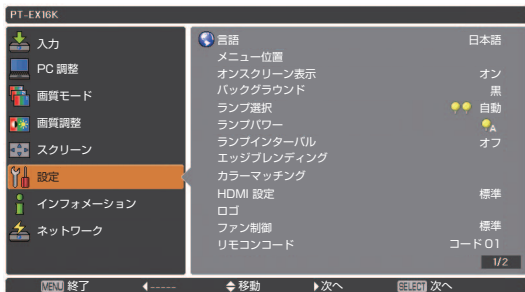 PT-EX16K
入力
PC 調整
画質モード
画質調整
スクリーン
設定
インフォメーション
ネットワーク
言語 日本語
メニュー位置
オンスクリーン表示 オン
バックグラウンド 黒
ランプ選択 自動
ランプパワー A
ランプインターバル オフ
エッジブレンディング
カラーマッチング
HDMI 設定 標準
ロゴ
ファン制御 標準
リモコンコード コード01
1/2
MENU 終了 ----- 移動 次へ SELECT 次へ